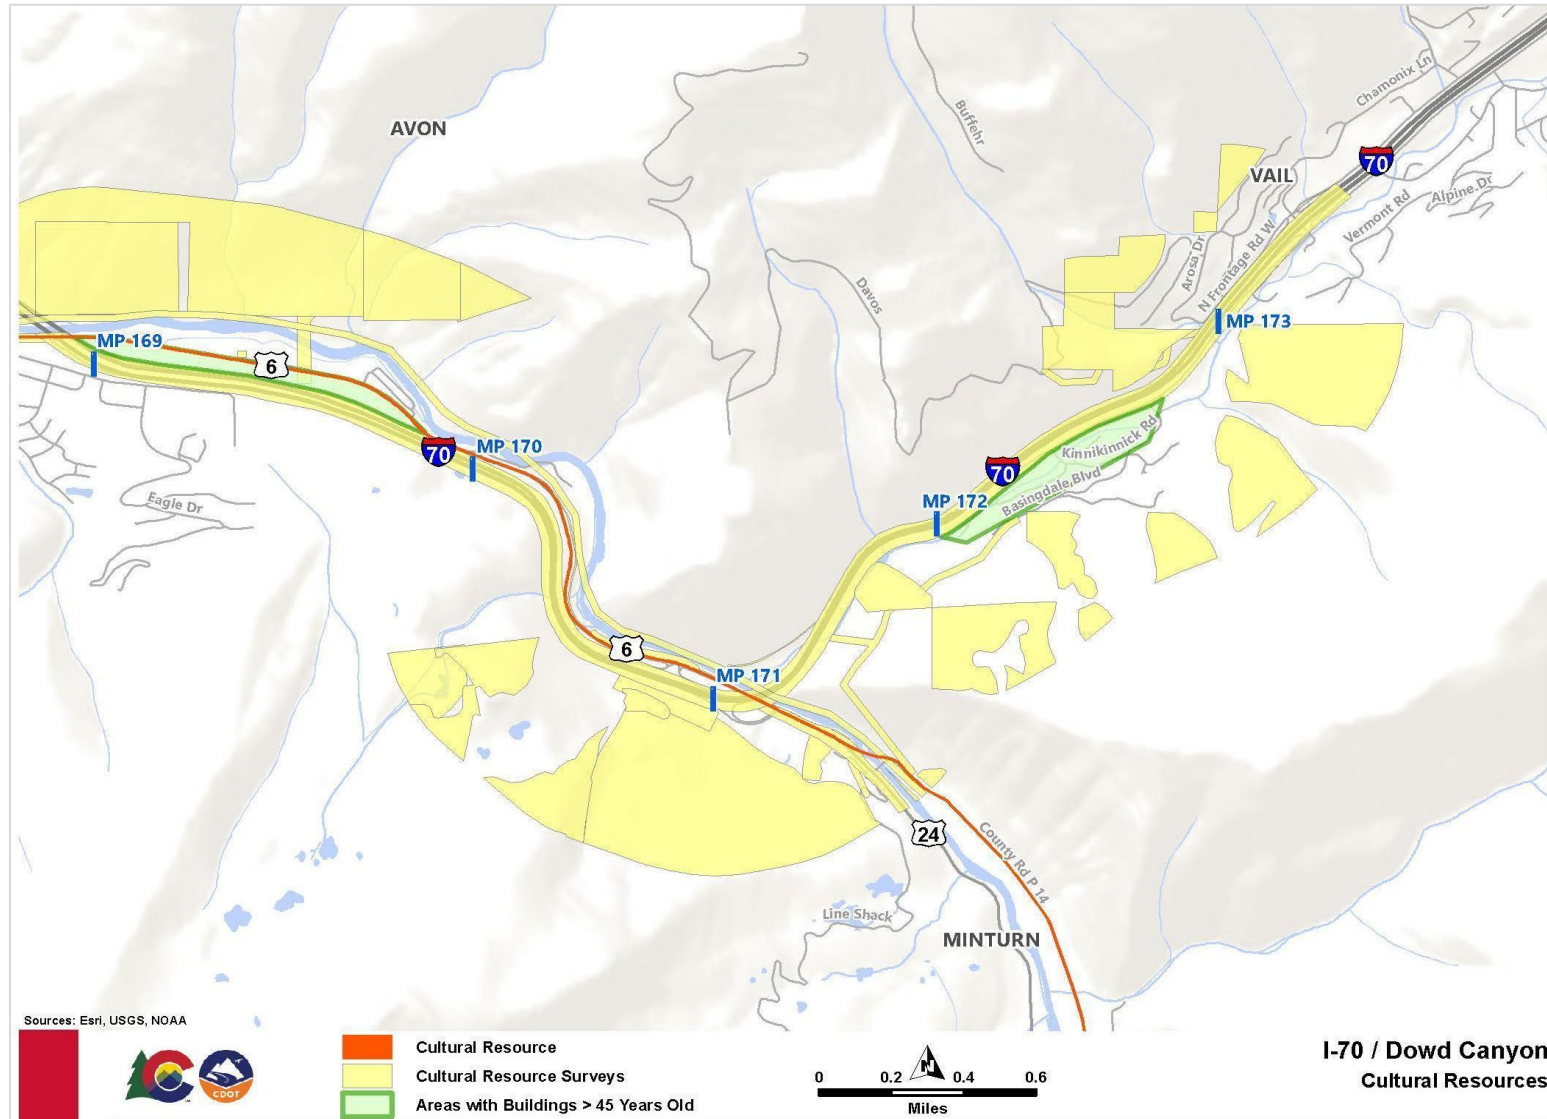 Chamonix Ln
Buffehr
AVON
70
VAIL
Alpine Dr
Vermont Rd
Arosa Dr
N Frontage Rd W
Davos
MP 173
MP 169
6
Kinnikinnick Rd
MP 170
70
70
Basingdale Blvd
MP 172
Eagle Dr
6
MP 171
24
County Rd P 14
Line Shack
MINTURN
Sources: Esri, USGS, NOAA
CDOT
Cultural Resource
Cultural Resource Surveys
Areas with Buildings > 45 Years Old
N
0 0.2 0.4 0.6
Miles
I-70 / Dowd Canyon
Cultural Resources